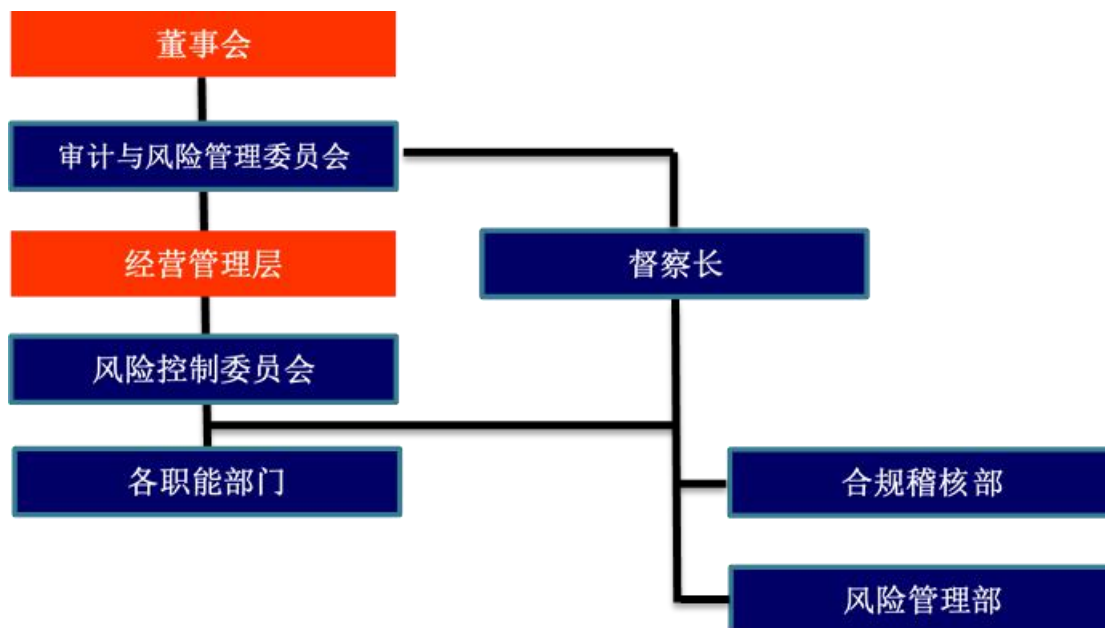 董事会
审计与风险管理委员会
经营管理层
督察长
风险控制委员会
各职能部门
合规稽核部
风险管理部